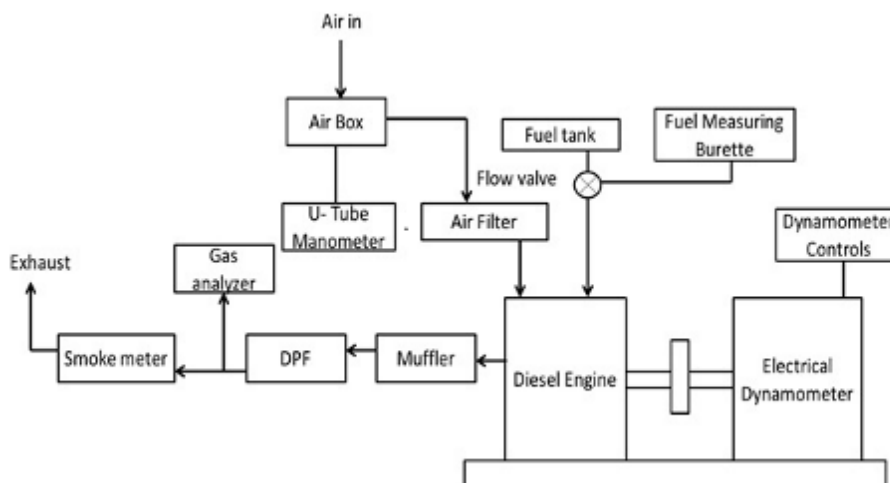 Air in
Air Box
Fuel tank
Fuel Measuring
Burette
Flow valve
U- Tube
Manometer
Air Filter
Dynamometer
Controls
Gas
analyzer
Exhaust
Smoke meter
DPF
Muffler
Diesel Engine
Electrical
Dynamometer